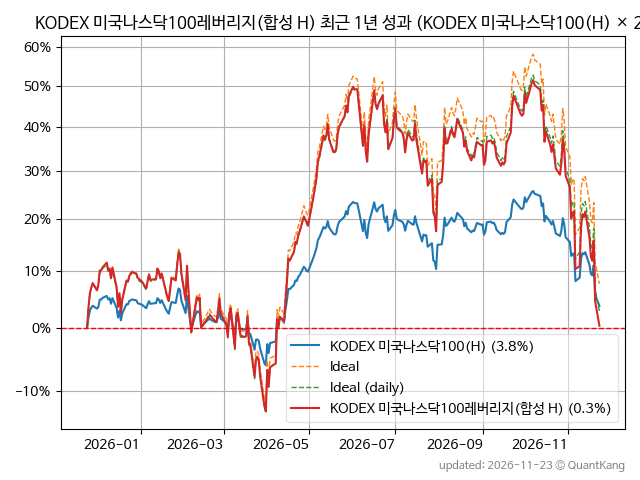 KODEX 미국나스닥100레버리지(합성 H) 최근 1년 성과 (KODEX 미국나스닥100(H) × 2
60%
50%
40%
30%
20%
10%
0%
−10%
KODEX 미국나스닥100(H) (3.8%)
Ideal
Ideal (daily)
KODEX 미국나스닥100레버리지(합성 H) (0.3%)
2026-01
2026-03
2026-05
2026-07
2026-09
2026-11
updated: 2026-11-23 © QuantKang